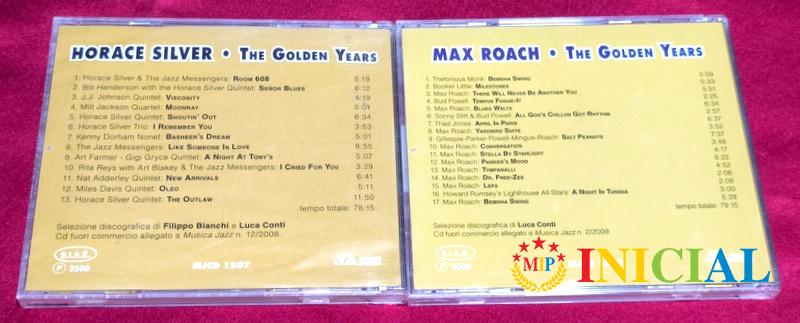 HORACE SILVER • THE GOLDEN YEARS
1. Horace Silver & The Jazz Messengers: ROOM 608 5:19
2. Bill Henderson with the Horace Silver Quintet: SEÑOR BLUES 6:12
3. J.J. Johnson Quintet: VISCOSITY 4:19
4. Milt Jackson Quartet: MOONRAY 5:01
5. Horace Silver Quintet: SHOUTIN' OUT 6:34
6. Horace Silver Trio: I REMEMBER YOU 3:53
7. Kenny Dorham Nonet: BASHEER'S DREAM 5:01
8. The Jazz Messengers: LIKE SOMEONE IN LOVE 8:55
9. Art Farmer - Gigi Gryce Quintet: A NIGHT AT TONY'S 5:57
10. Rita Reys with Art Blakey & The Jazz Messengers: I CRIED FOR YOU 3:29
11. Nat Adderley Quintet: NEW ARRIVALS 6:41
12. Miles Davis Quintet: OLEO 5:11
13. Horace Silver Quintet: THE OUTLAW 11:50
tempo totale: 78:15
Selezione discografica di Filippo Bianchi e Luca Conti
Cd fuori commercio allegato a Musica Jazz n. 12/2008.
S.I.A.E.
P 2008
MJCD 1207
MAX ROACH • THE GOLDEN YEARS
1. Thelonious Monk: BEMSHA SWING 3:09
2. Booker Little: MILESTONES 5:33
3. Max Roach: THERE WILL NEVER BE ANOTHER YOU 5:51
4. Bud Powell: TEMPUS FUGUE-IT 2:25
5. Max Roach: BLUES WALTZ 6:34
6. Sonny Stitt & Bud Powell: ALL GOD'S CHILLUN GOT RHYTHM 2:57
7. Thad Jones: APRIL IN PARIS 6:47
8. Max Roach: YARDBIRD SUITE
9. Gillespie-Parker-Powell-Mingus-Roach: SALT PEANUTS
10. Max Roach: CONVERSATION 3:48
11. Max Roach: STELLA BY STARLIGHT 4:17
12. Max Roach: PARKER'S MOOD 6:22
13. Max Roach: TYMPANALLI 4:52
14. Max Roach: DR. FREE-ZEE 2:06
15. Max Roach: LEPA 2:08
16. Howard Rumsey's Lighthouse All Stars: A NIGHT IN TUNISIA 3:00
17. Max Roach: BEMSHA SWING 5:29
tempo totale: 79:15
Selezione discografica di Luca Conti
Cd fuori commercio allegato a Musica Jazz n. 2/2009
S.I.A.E.
P 2008
MIP INICIAL